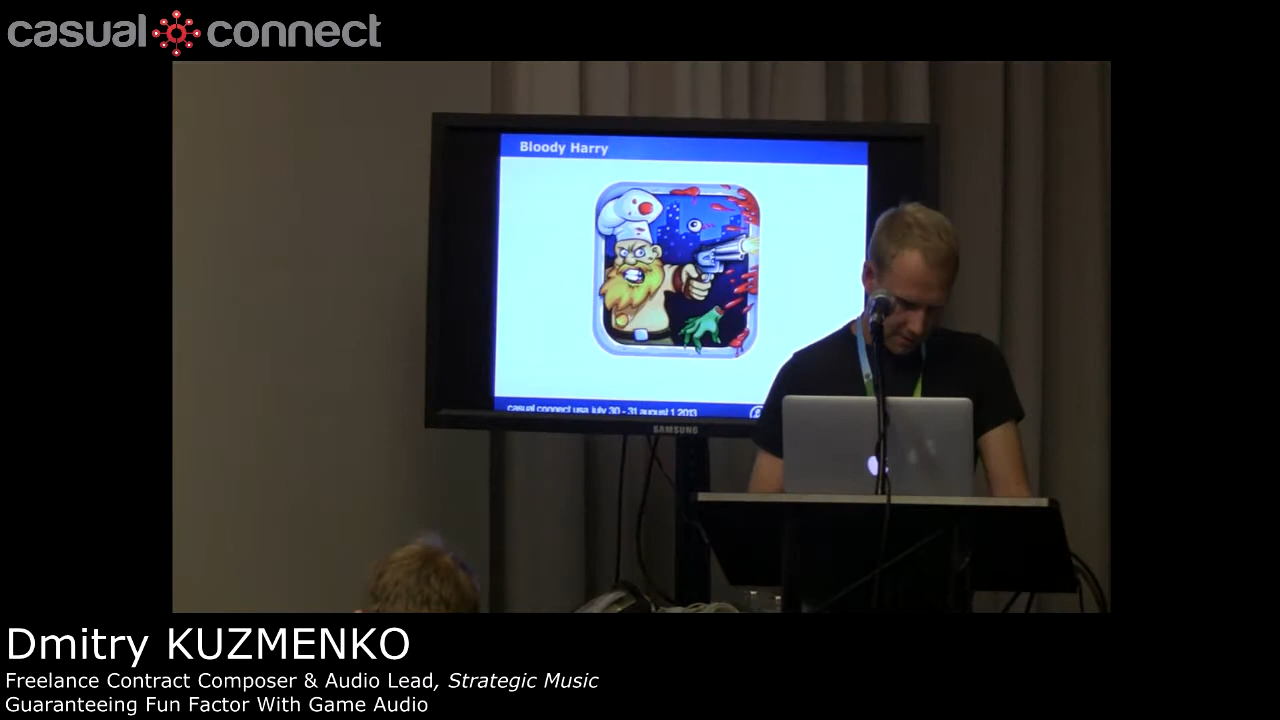 casual connect
Bloody Harry
casual connect usa july 30 - 31 august 1 2013
SAMSUNG
Dmitry KUZMENKO
Freelance Contract Composer & Audio Lead, Strategic Music
Guaranteeing Fun Factor With Game Audio